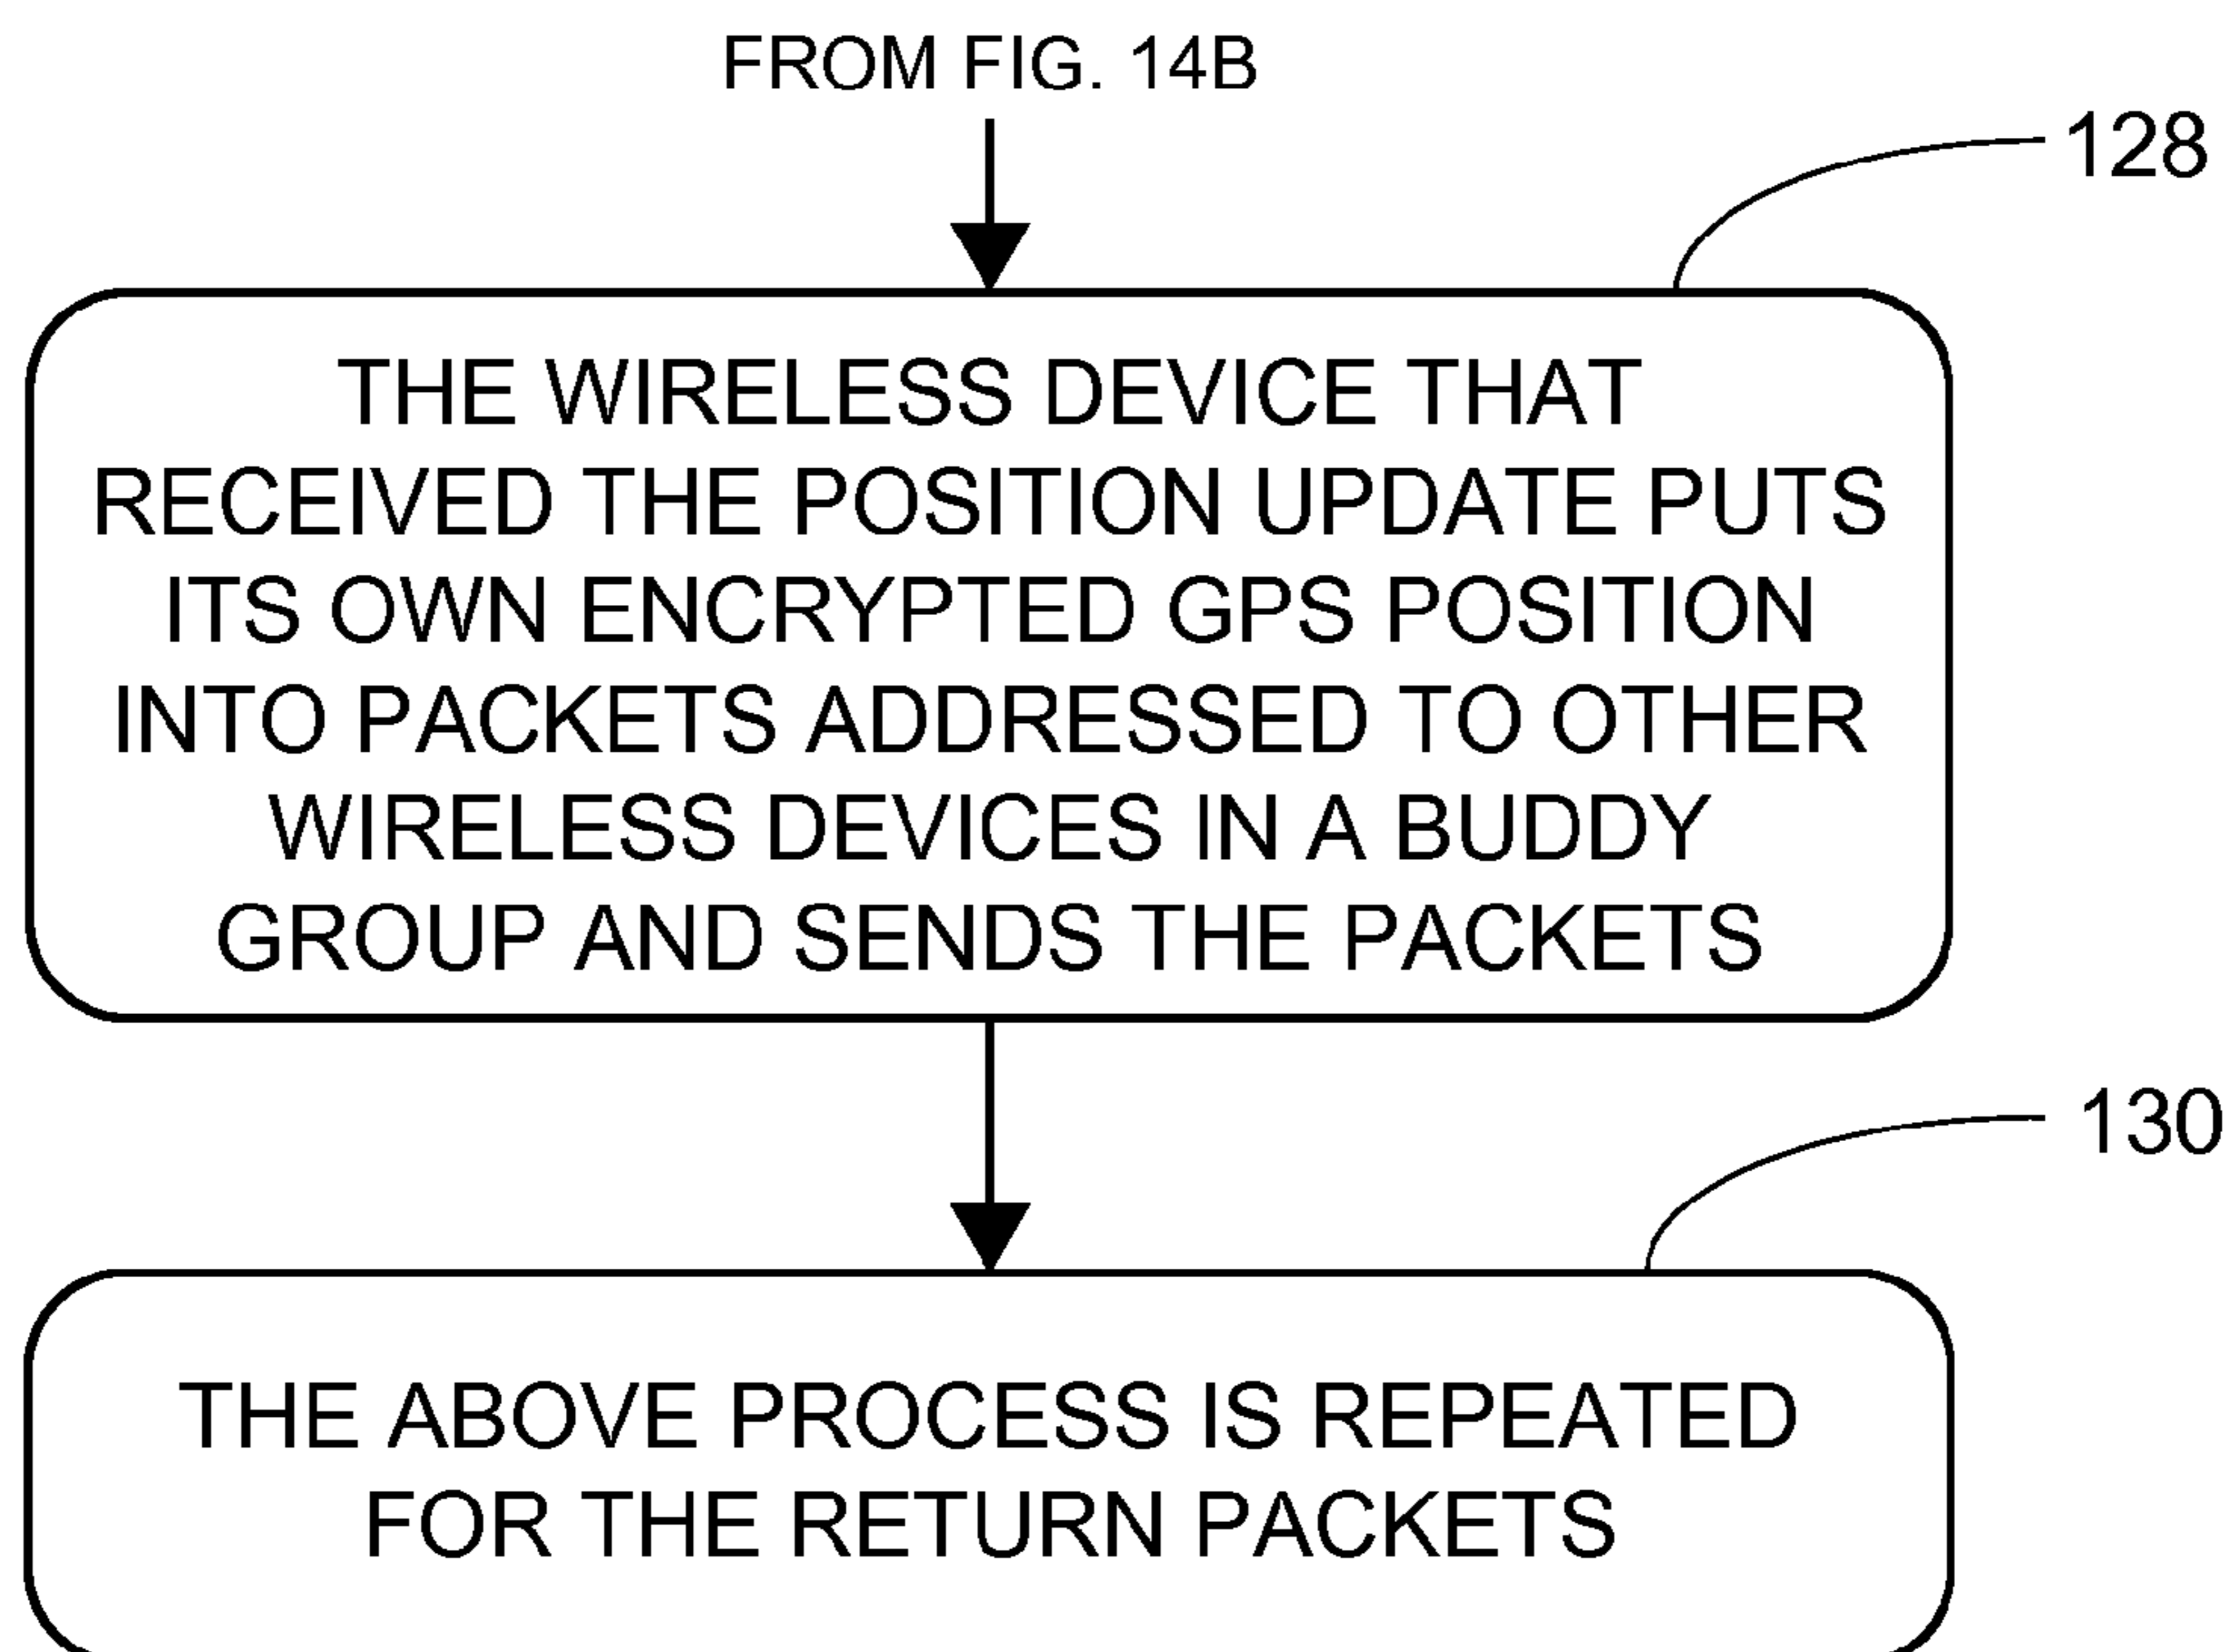 FROM FIG. 14B
128
THE WIRELESS DEVICE THAT
RECEIVED THE POSITION UPDATE PUTS
ITS OWN ENCRYPTED GPS POSITION
INTO PACKETS ADDRESSED TO OTHER
WIRELESS DEVICES IN A BUDDY
GROUP AND SENDS THE PACKETS
130
THE ABOVE PROCESS IS REPEATED
FOR THE RETURN PACKETS